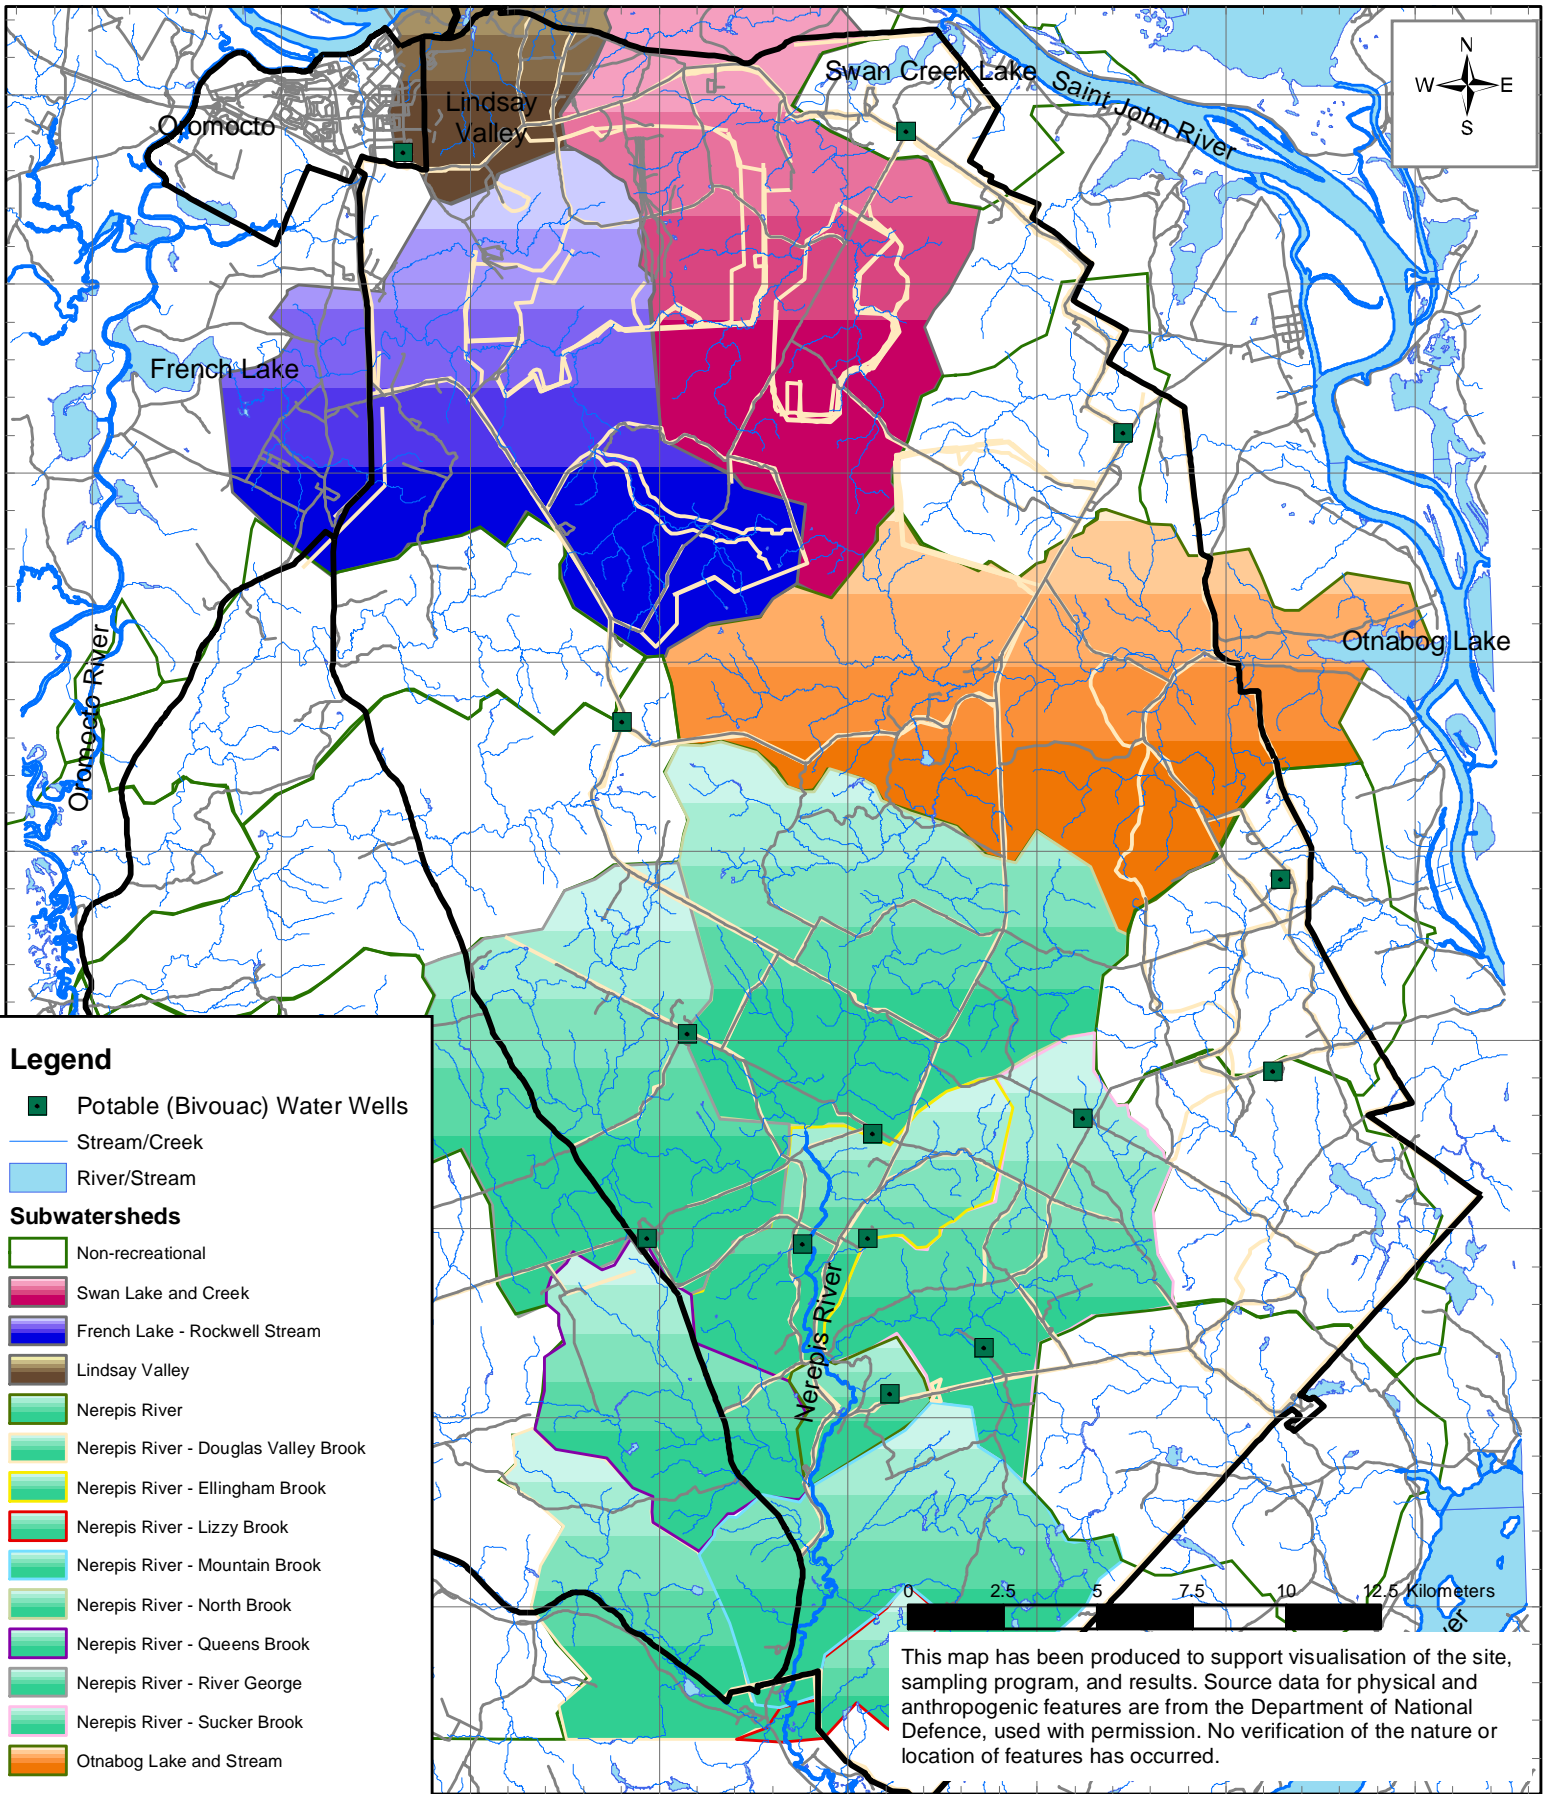 N
W E
S
Swan Creek Lake
Saint John River
Lindsay
Valley
Oromocto
French Lake
Otnabog Lake
Oromocto River
Nerepis River
Legend
Potable (Bivouac) Water Wells
Stream/Creek
River/Stream
Subwatersheds
Non-recreational
Swan Lake and Creek
French Lake - Rockwell Stream
Lindsay Valley
Nerepis River
Nerepis River - Douglas Valley Brook
Nerepis River - Ellingham Brook
Nerepis River - Lizzy Brook
Nerepis River - Mountain Brook
Nerepis River - North Brook
Nerepis River - Queens Brook
Nerepis River - River George
Nerepis River - Sucker Brook
Otnabog Lake and Stream
0 2.5 5 7.5 10 12.5 Kilometers
This map has been produced to support visualisation of the site,
sampling program, and results. Source data for physical and
anthropogenic features are from the Department of National
Defence, used with permission. No verification of the nature or
location of features has occurred.